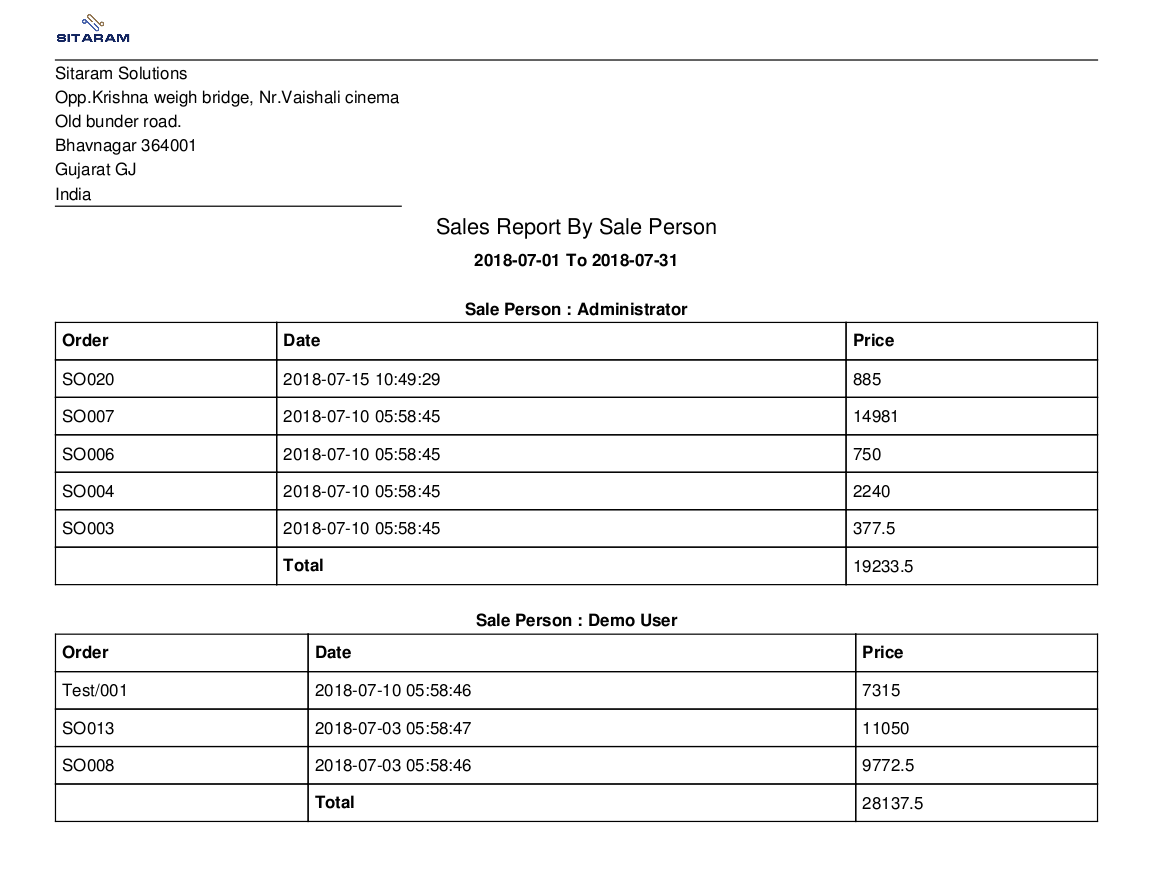 SITARAM
Sitaram Solutions
Opp.Krishna weigh bridge, Nr.Vaishali cinema
Old bunder road.
Bhavnagar 364001
Gujarat GJ
India
Sales Report By Sale Person
2018-07-01 To 2018-07-31
Sale Person : Administrator
Order Date Price
SO020 2018-07-15 10:49:29 885
SO007 2018-07-10 05:58:45 14981
SO006 2018-07-10 05:58:45 750
SO004 2018-07-10 05:58:45 2240
SO003 2018-07-10 05:58:45 377.5
Total 19233.5
Sale Person : Demo User
Order Date Price
Test/001 2018-07-10 05:58:46 7315
SO013 2018-07-03 05:58:47 11050
SO008 2018-07-03 05:58:46 9772.5
Total 28137.5